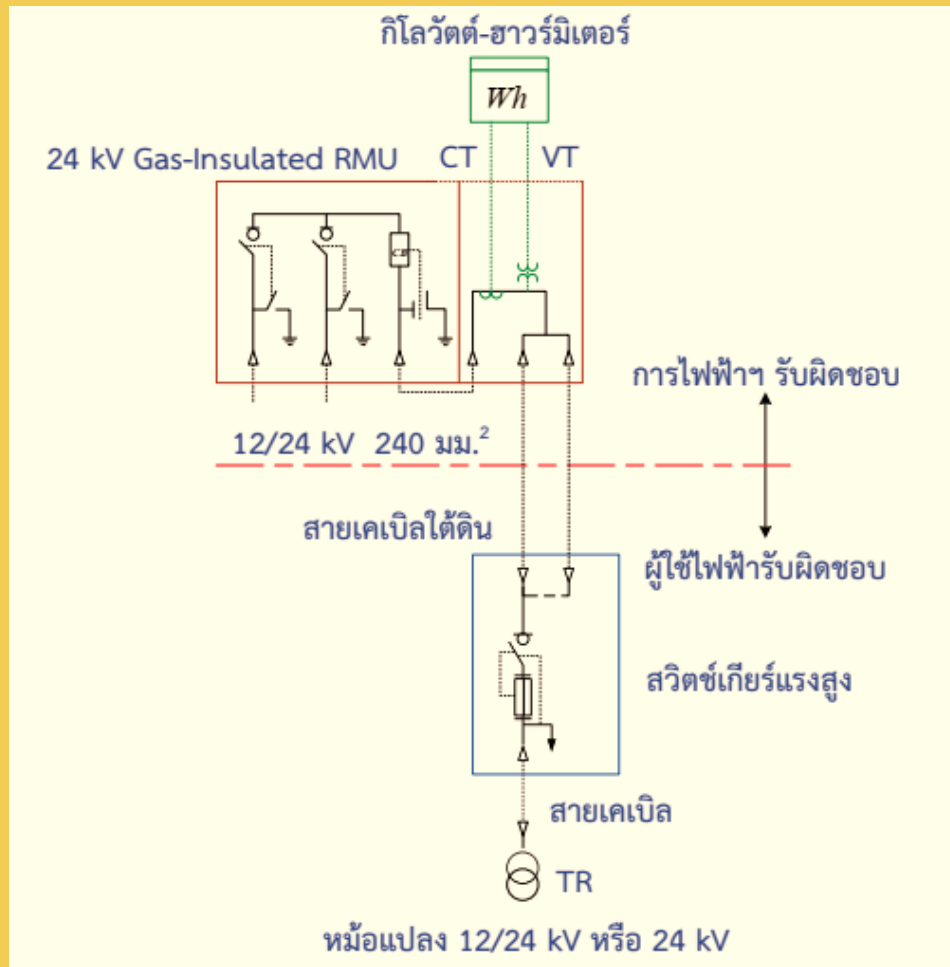 กิโลวัตต์-ฮาวร์มิเตอร์
Wh
24 kV Gas-Insulated RMU CT VT
CB
การไฟฟ้าฯ รับผิดชอบ
12/24 kV 240 มม.²
สายเคเบิลใต้ดิน
ผู้ใช้ไฟฟ้ารับผิดชอบ
สวิตช์เกียร์แรงสูง
สายเคเบิล
TR
หม้อแปลง 12/24 kV หรือ 24 kV